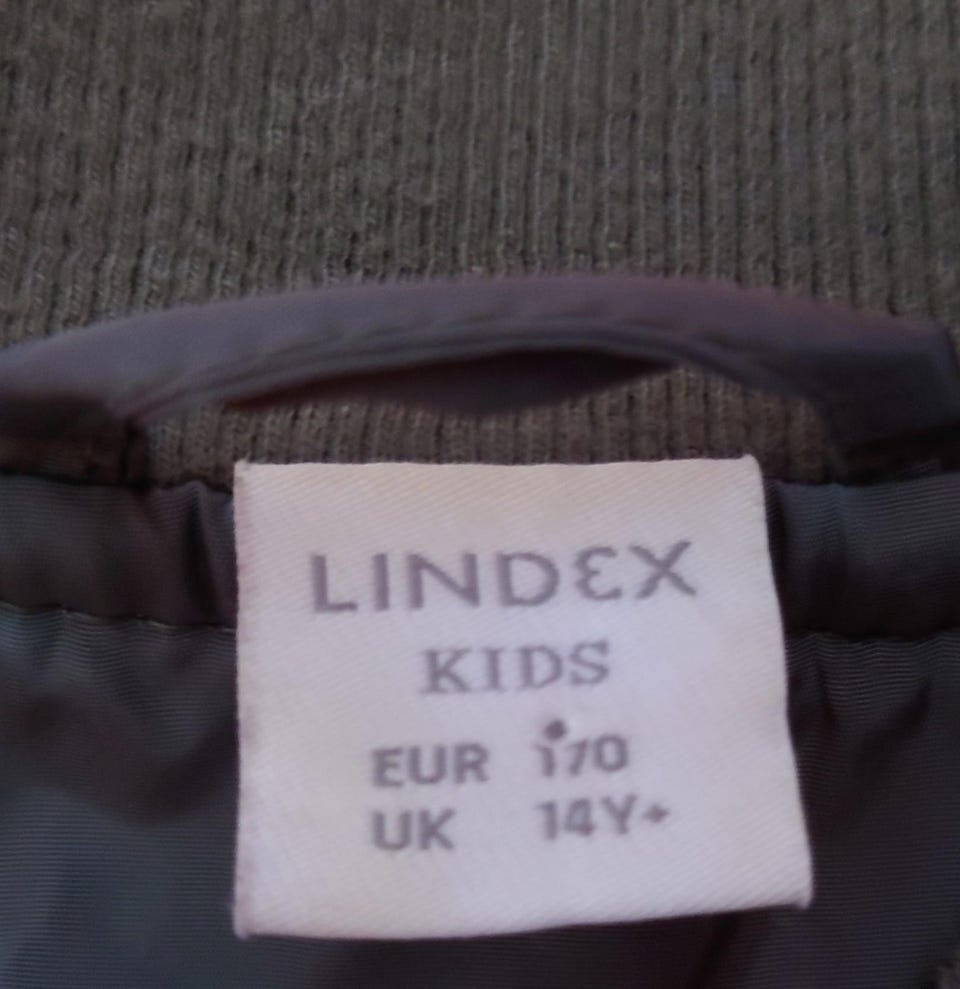 LINDEX
KIDS
EUR 170
UK 14Y+